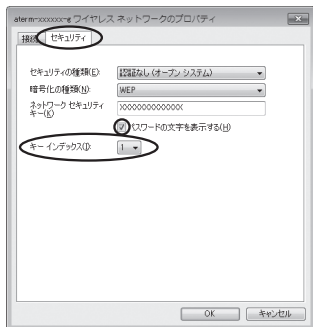 aterm-xxxxxx-g ワイヤレス ネットワークのプロパティ
接続 セキュリティ
セキュリティの種類(E): 認証なし (オープン システム)
暗号化の種類(N): WEP
ネットワーク セキュリティ XXXXXXXXXXXXX
キー(K)
パスワードの文字を表示する(H)
キー インデックス(I): 1
OK キャンセル